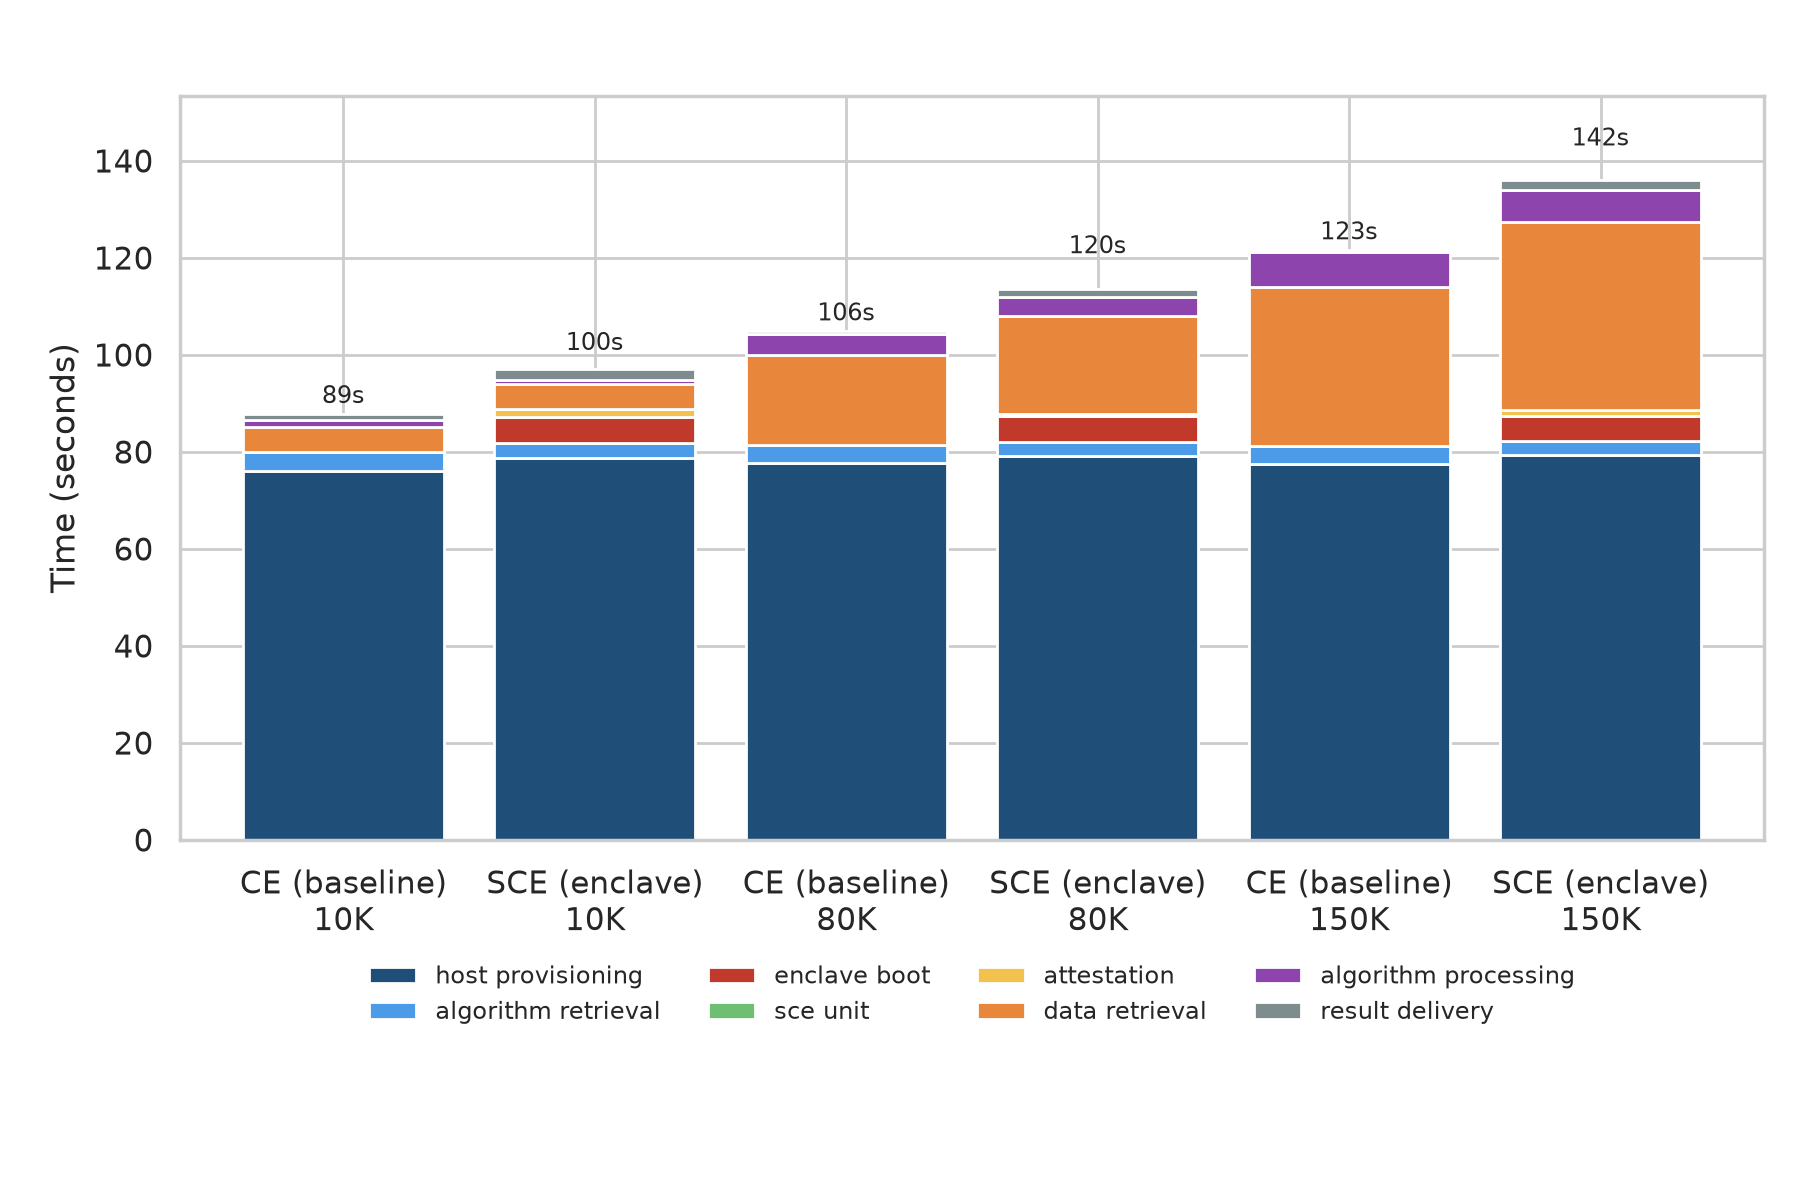 142s
140
123s
120s
120
106s
100s
100
89s
80
60
40
20
0
Time (seconds)
CE (baseline) SCE (enclave) CE (baseline) SCE (enclave) CE (baseline) SCE (enclave)
10K 10K 80K 80K 150K 150K
host provisioning enclave boot attestation algorithm processing
algorithm retrieval sce unit data retrieval result delivery